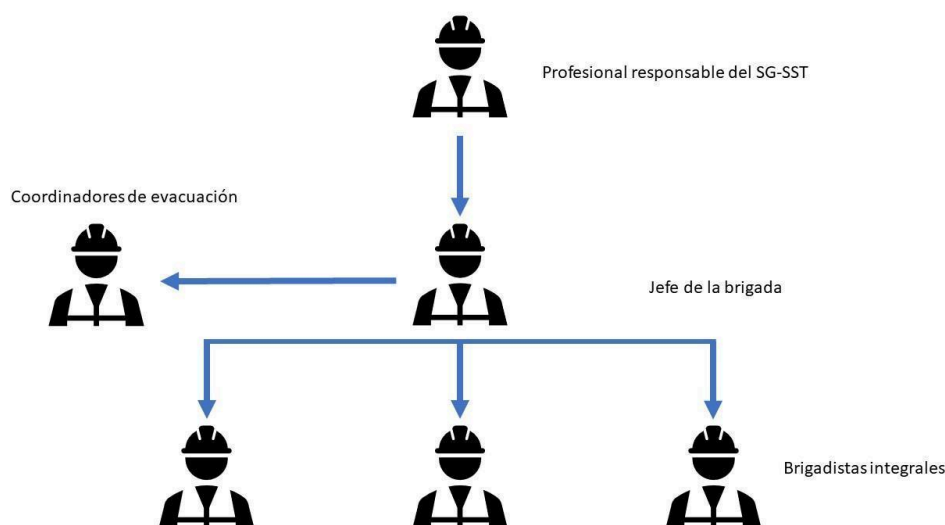 Profesional responsable del SG-SST
Coordinadores de evacuación
Jefe de la brigada
Brigadistas integrales